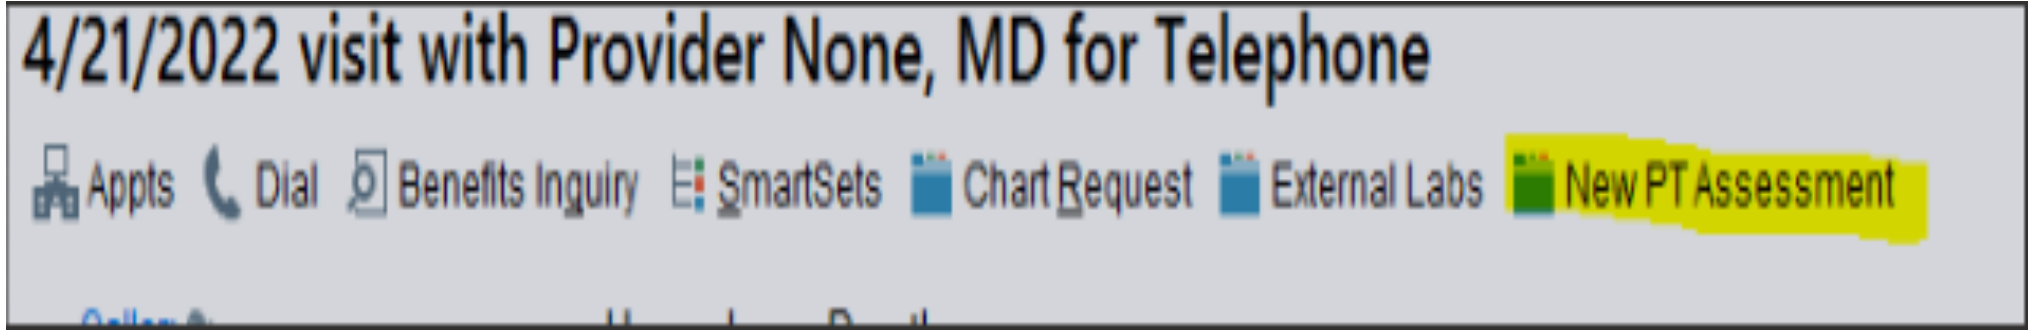 4/21/2022 visit with Provider None, MD for Telephone
Appts Dial Benefits Inquiry SmartSets Chart Request External Labs New PT Assessment